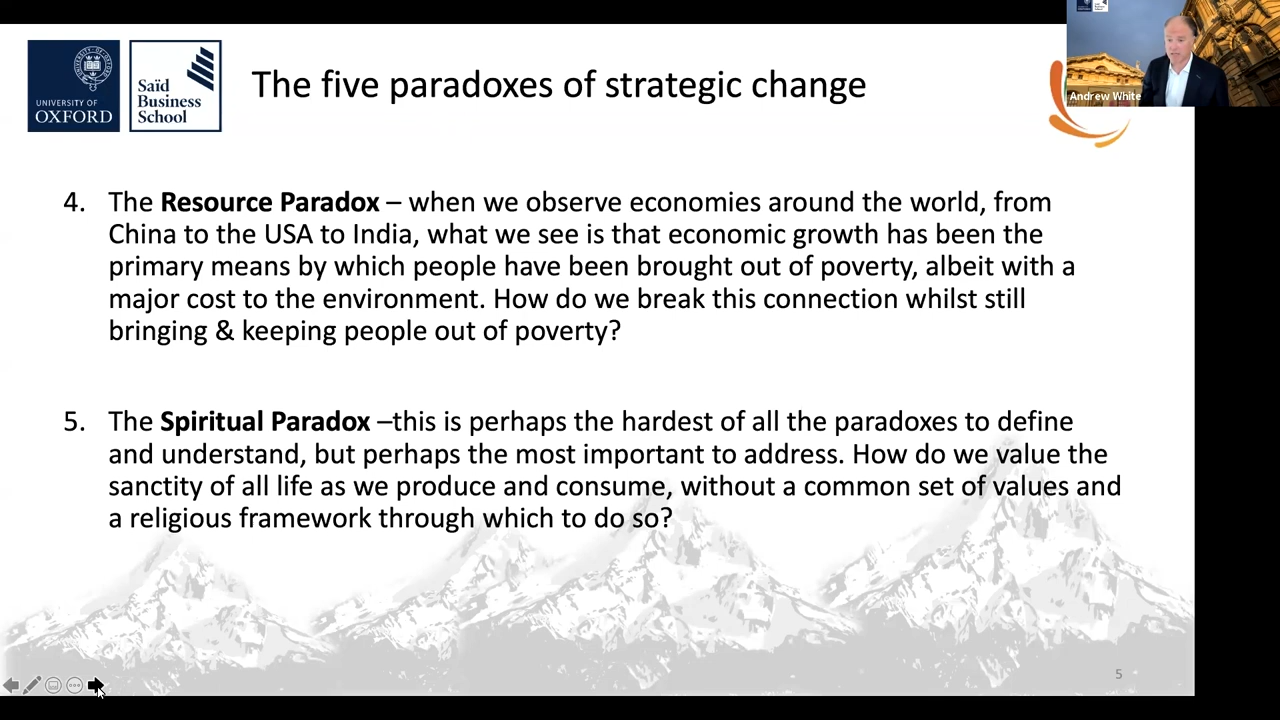 UNIVERSITY OF
OXFORD
Saïd
Business
School
The five paradoxes of strategic change
Andrew White
4. The Resource Paradox – when we observe economies around the world, from
China to the USA to India, what we see is that economic growth has been the
primary means by which people have been brought out of poverty, albeit with a
major cost to the environment. How do we break this connection whilst still
bringing & keeping people out of poverty?
5. The Spiritual Paradox –this is perhaps the hardest of all the paradoxes to define
and understand, but perhaps the most important to address. How do we value the
sanctity of all life as we produce and consume, without a common set of values and
a religious framework through which to do so?
5